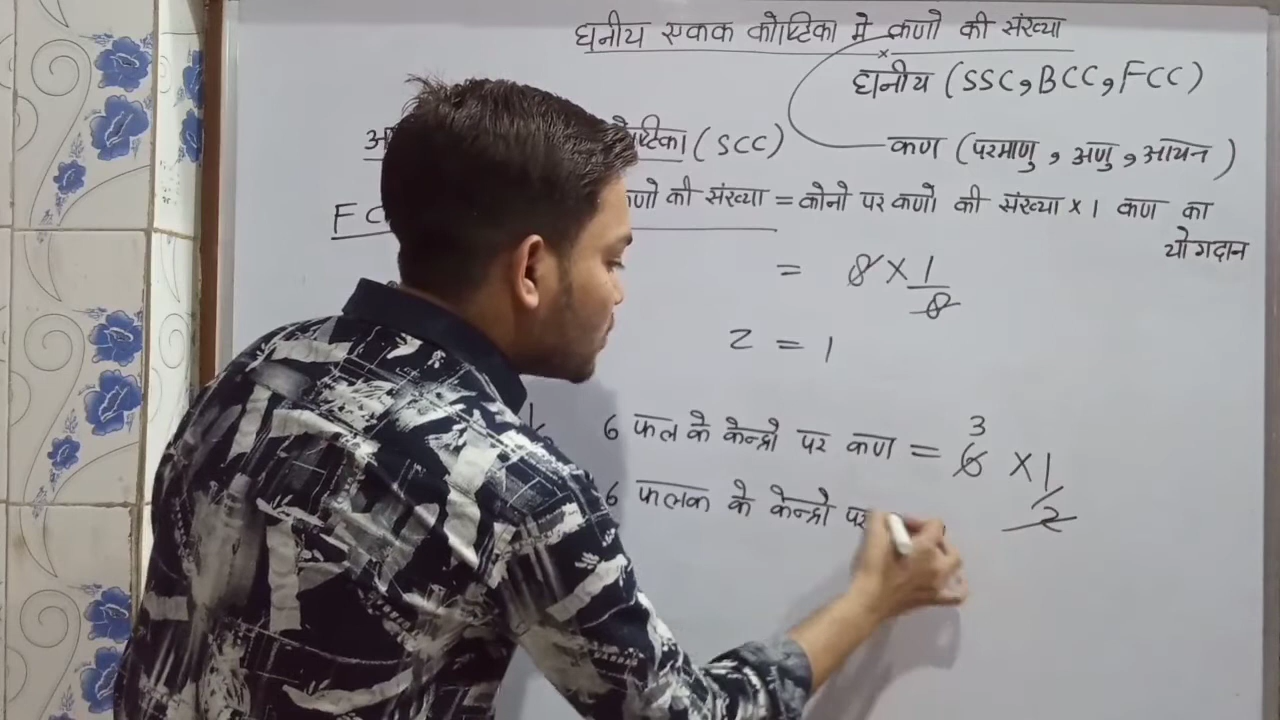 घनीय एकक कोष्टिका मे कणो की संख्या
घनीय (SSC, BCC, FCC)
(SCC)
कण (परमाणु, अणु, आयन)
की संख्या = कोनो पर कणो की संख्या × 1 कण का
योगदान
FC
= 8 × 1/8
z = 1
6 फल के केन्द्रो पर कण = 6 × 1/2
3
6 फलक के केन्द्रो पर